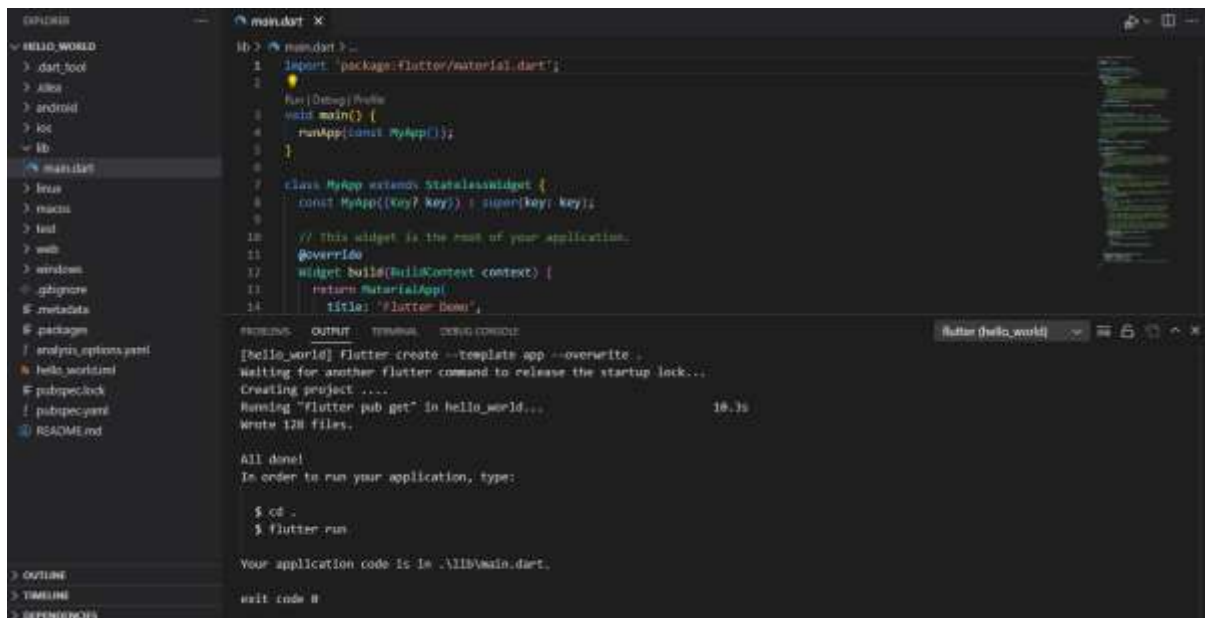 EXPLORER
HELLO_WORLD
.dart_tool
.idea
android
ios
lib
main.dart
linux
macos
test
web
windows
.gitignore
.metadata
.packages
analysis_options.yaml
hello_world.iml
pubspec.lock
pubspec.yaml
README.md
OUTLINE
TIMELINE
DEPENDENCIES
main.dart
lib > main.dart > ...
1 import 'package:flutter/material.dart';
2
Run | Debug | Profile
3 void main() {
4 runApp(const MyApp());
5 }
6
7 class MyApp extends StatelessWidget {
8 const MyApp({Key? key}) : super(key: key);
9
10 // This widget is the root of your application.
11 @override
12 Widget build(BuildContext context) {
13 return MaterialApp(
14 title: 'Flutter Demo',
PROBLEMS OUTPUT TERMINAL DEBUG CONSOLE
flutter (hello_world)
[hello_world] flutter create --template app --overwrite .
Waiting for another flutter command to release the startup lock...
Creating project ....
Running "flutter pub get" in hello_world... 10.3s
Wrote 128 files.
All done!
In order to run your application, type:
$ cd .
$ flutter run
Your application code is in .\lib\main.dart.
exit code 0